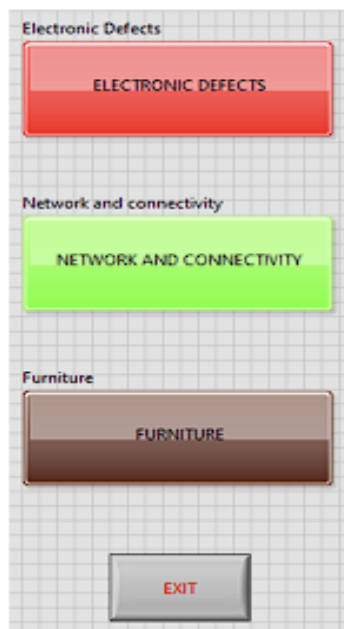 Electronic Defects
ELECTRONIC DEFECTS
Network and connectivity
NETWORK AND CONNECTIVITY
Furniture
FURNITURE
EXIT